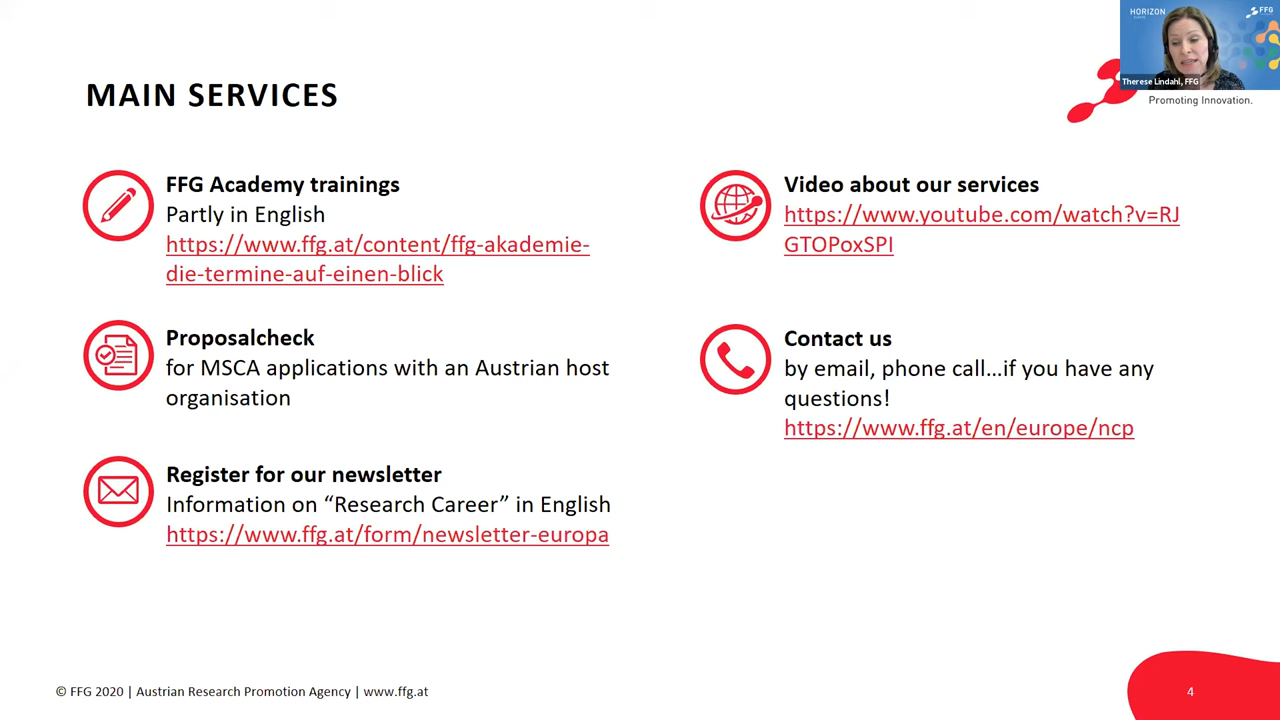 HORIZON
FFG
Therese Lindahl, FFG
Promoting Innovation.
MAIN SERVICES
FFG Academy trainings
Partly in English
https://www.ffg.at/content/ffg-akademie-
die-termine-auf-einen-blick
Proposalcheck
for MSCA applications with an Austrian host
organisation
Register for our newsletter
Information on “Research Career” in English
https://www.ffg.at/form/newsletter-europa
Video about our services
https://www.youtube.com/watch?v=RJ
GTOPoxSPI
Contact us
by email, phone call...if you have any
questions!
https://www.ffg.at/en/europe/ncp
© FFG 2020 | Austrian Research Promotion Agency | www.ffg.at
4